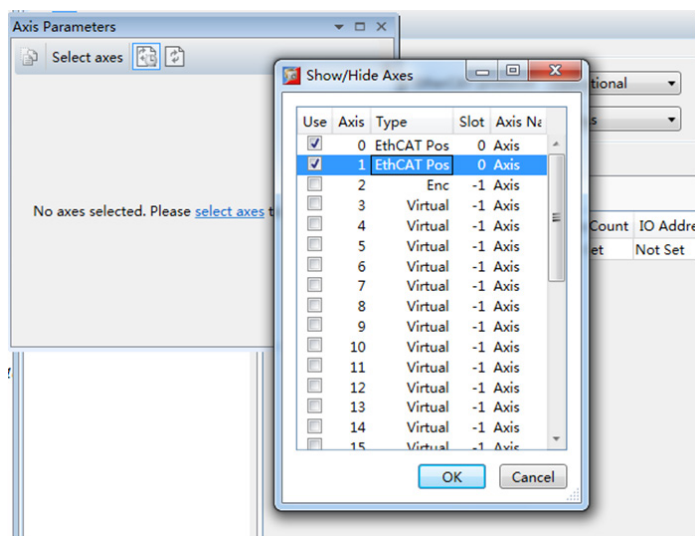 Axis Parameters
Select axes
No axes selected. Please select axes t
Show/Hide Axes
Use Axis Type Slot Axis Na
0 EthCAT Pos 0 Axis
1 EthCAT Pos 0 Axis
2 Enc -1 Axis
3 Virtual -1 Axis
4 Virtual -1 Axis
5 Virtual -1 Axis
6 Virtual -1 Axis
7 Virtual -1 Axis
8 Virtual -1 Axis
9 Virtual -1 Axis
10 Virtual -1 Axis
11 Virtual -1 Axis
12 Virtual -1 Axis
13 Virtual -1 Axis
14 Virtual -1 Axis
15 Virtual -1 Axis
OK Cancel
tional
s
Count IO Addre
et Not Set